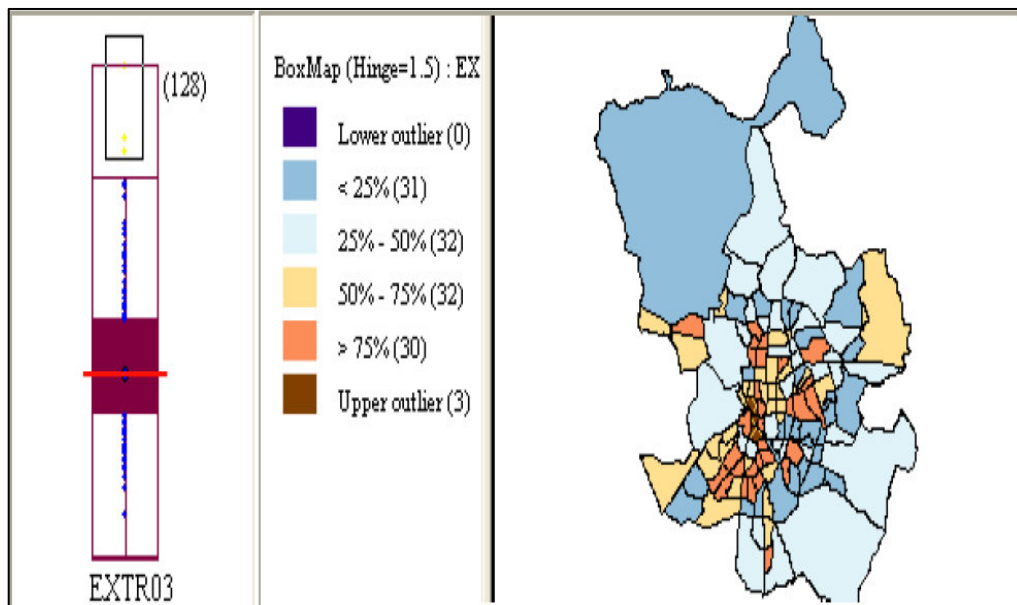 (128)
EXTR03
BoxMap (Hinge=1.5) : EX
Lower outlier (0)
< 25% (31)
25% - 50% (32)
50% - 75% (32)
> 75% (30)
Upper outlier (3)